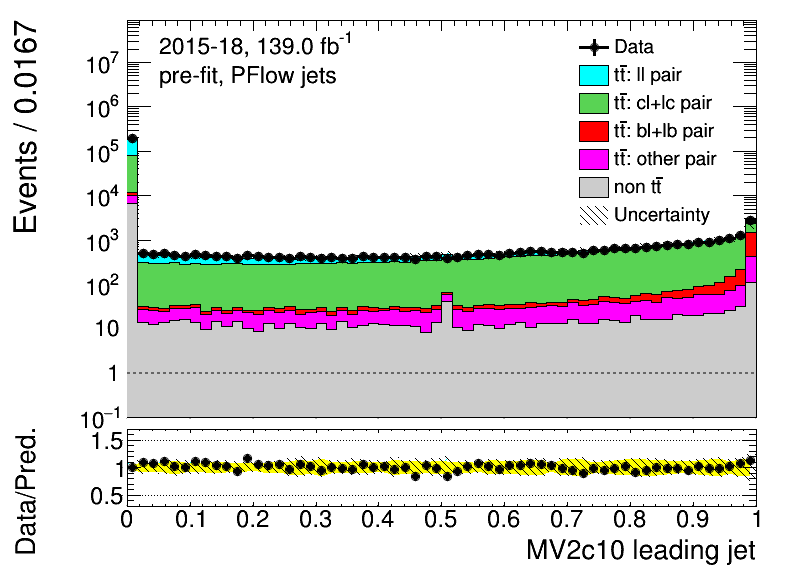 Events / 0.0167
2015-18, 139.0 fb⁻¹
pre-fit, PFlow jets
Data
tt̄: ll pair
tt̄: cl+lc pair
tt̄: bl+lb pair
tt̄: other pair
non tt̄
Uncertainty
10⁷
10⁶
10⁵
10⁴
10³
10²
10
1
10⁻¹
Data/Pred.
1.5
1
0.5
0 0.1 0.2 0.3 0.4 0.5 0.6 0.7 0.8 0.9 1
MV2c10 leading jet